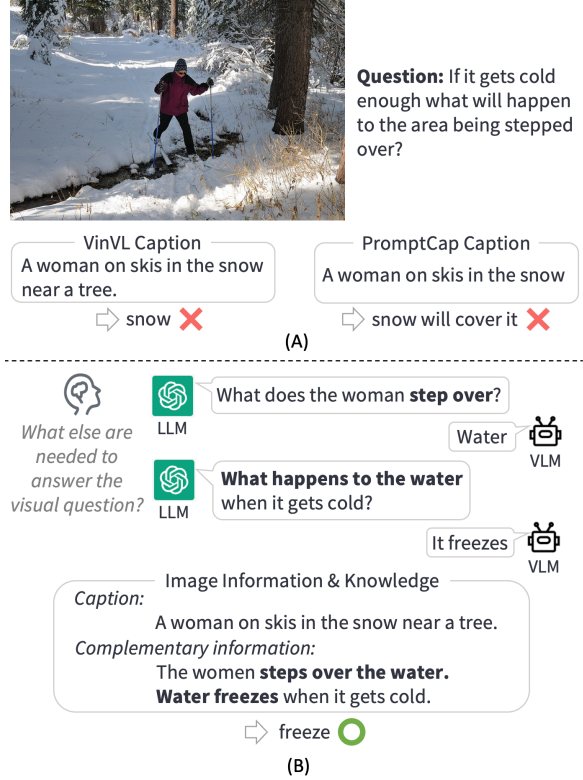 Question: If it gets cold
enough what will happen
to the area being stepped
over?
VinVL Caption
A woman on skis in the snow
near a tree.
snow
PromptCap Caption
A woman on skis in the snow
snow will cover it
(A)
What else are
needed to
answer the
visual question?
LLM
What does the woman step over?
Water
VLM
LLM
What happens to the water
when it gets cold?
It freezes
VLM
Image Information & Knowledge
Caption:
A woman on skis in the snow near a tree.
Complementary information:
The women steps over the water.
Water freezes when it gets cold.
freeze
(B)